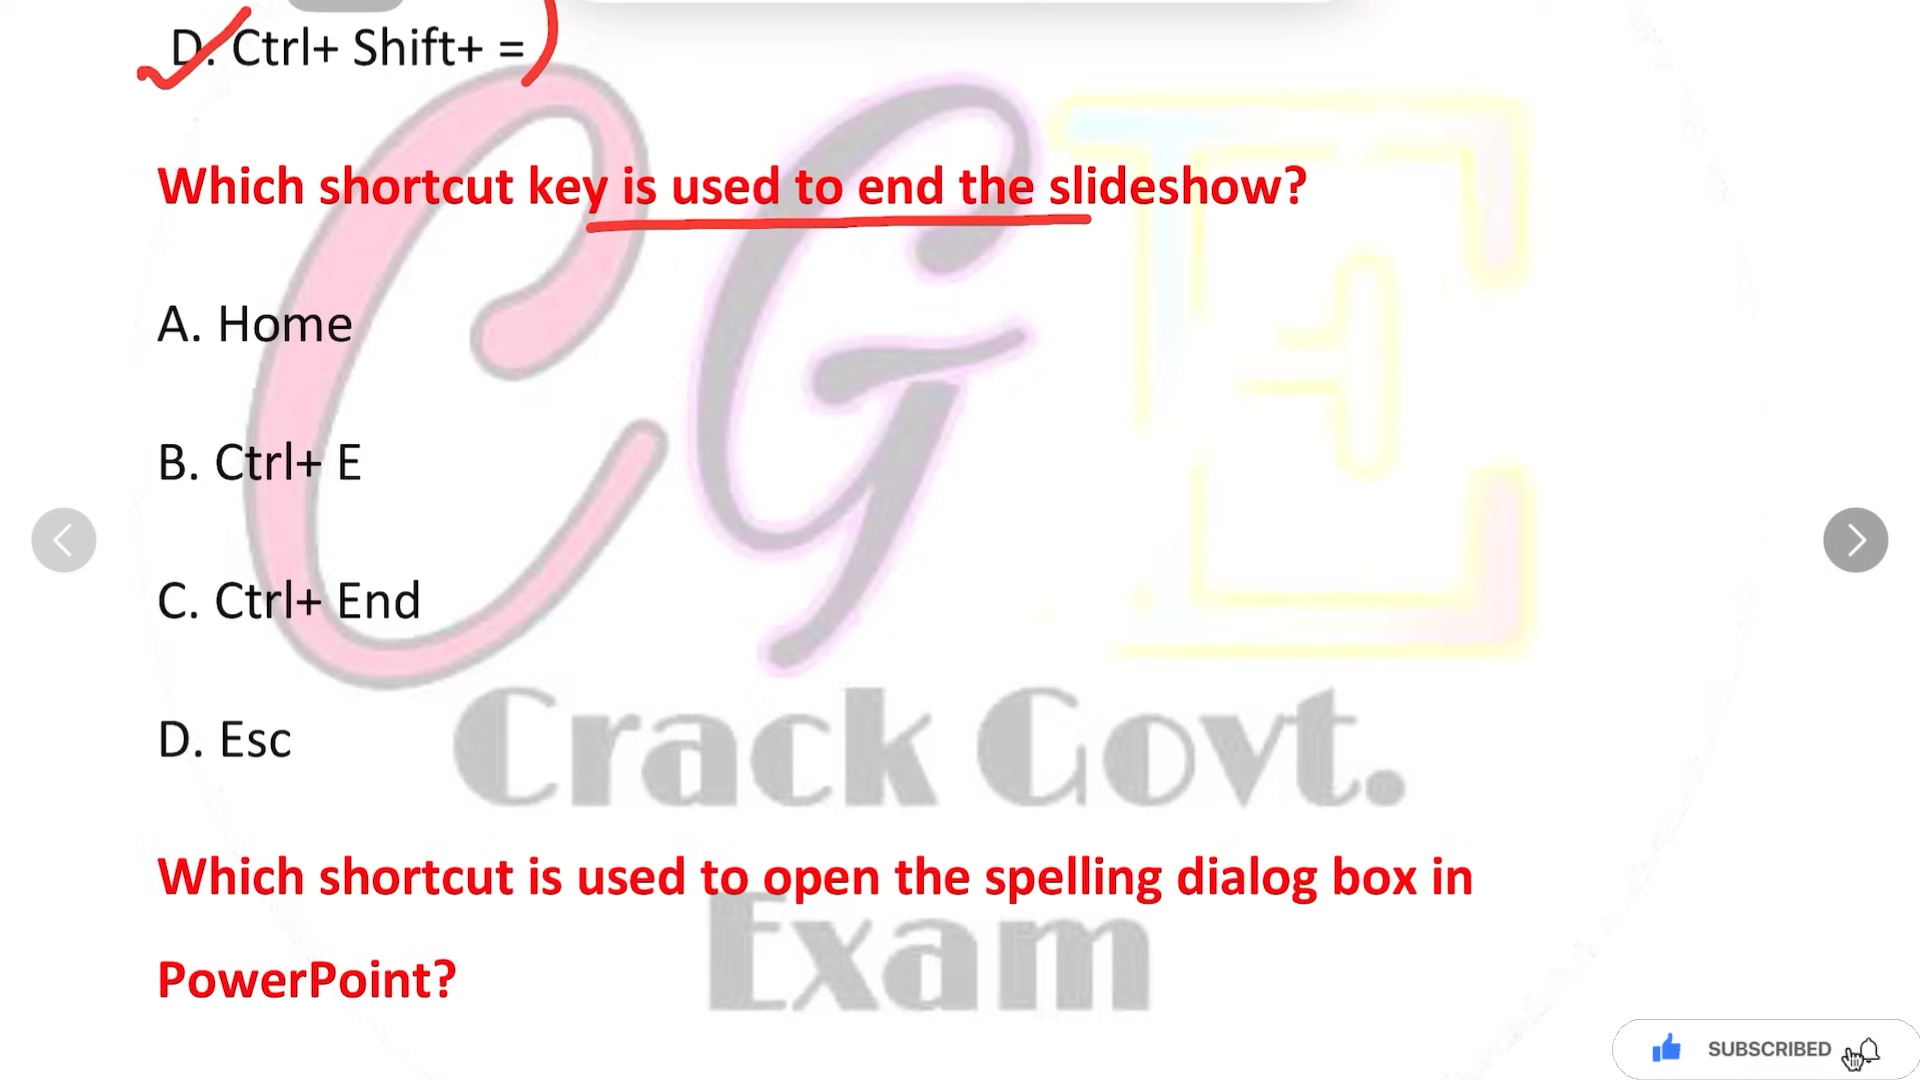 D. Ctrl+ Shift+ =
Which shortcut key is used to end the slideshow?
A. Home
B. Ctrl+ E
C. Ctrl+ End
D. Esc
Which shortcut is used to open the spelling dialog box in
PowerPoint?
CGE
Crack Govt.
Exam
SUBSCRIBED